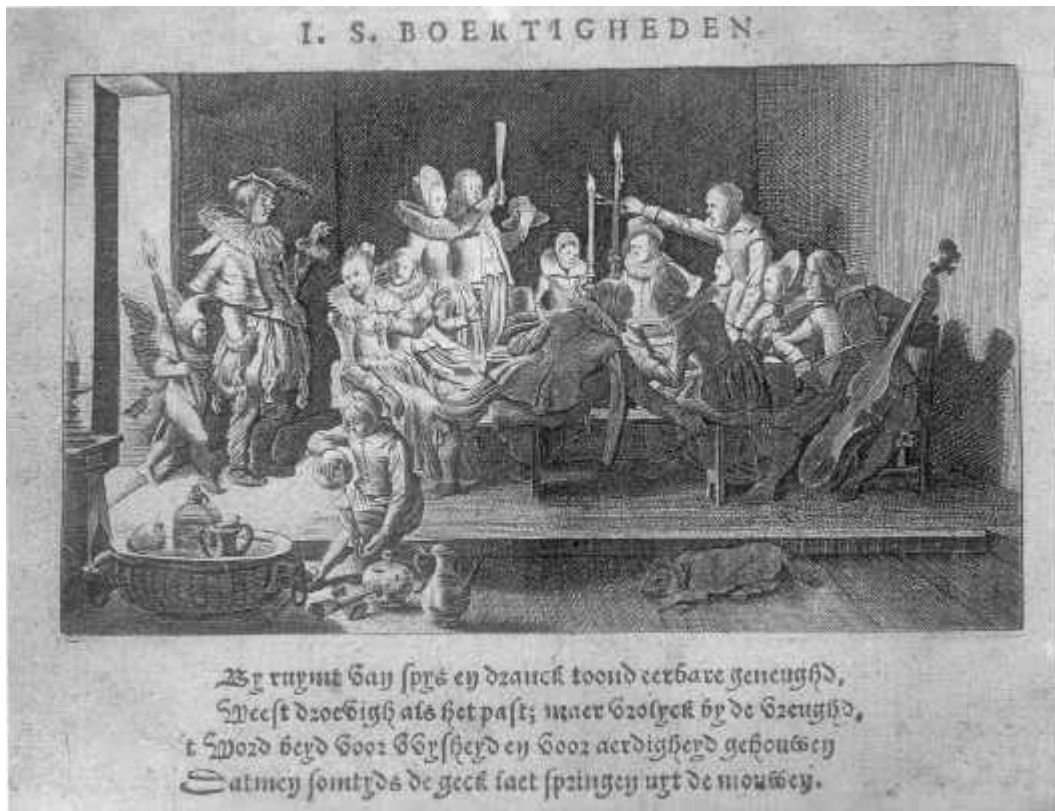 I. S. BOERTIGHEDEN.
By ruymt van spys en dranck toond eerbare geneughd,
Weest droevigh als het past; maer vrolyck by de vreughd,
't Word beyd voor wysheyd en voor aerdigheyd gehouwen
Datmen somtyds de geck laet springen uyt de mouwen.